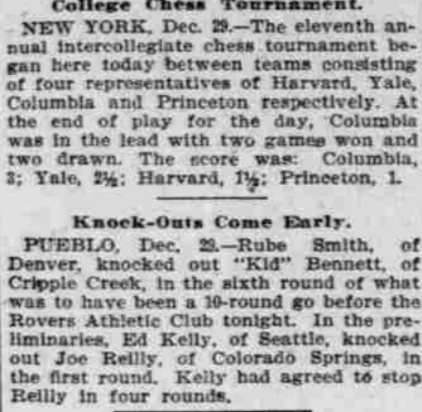 College Chess Tournament.
NEW YORK, Dec. 29.—The eleventh an-
nual intercollegiate chess tournament be-
gan here today between teams consisting
of four representatives of Harvard, Yale,
Columbia and Princeton respectively. At
the end of play for the day, Columbia
was in the lead with two games won and
two drawn. The score was: Columbia,
3; Yale, 2½; Harvard, 1½; Princeton, 1.
Knock-Outs Come Early.
PUEBLO, Dec. 29.—Rube Smith, of
Denver, knocked out "Kid" Bennett, of
Cripple Creek, in the sixth round of what
was to have been a 10-round go before the
Rovers Athletic Club tonight. In the pre-
liminaries, Ed Kelly, of Seattle, knocked
out Joe Reilly, of Colorado Springs, in
the first round. Kelly had agreed to stop
Reilly in four rounds.